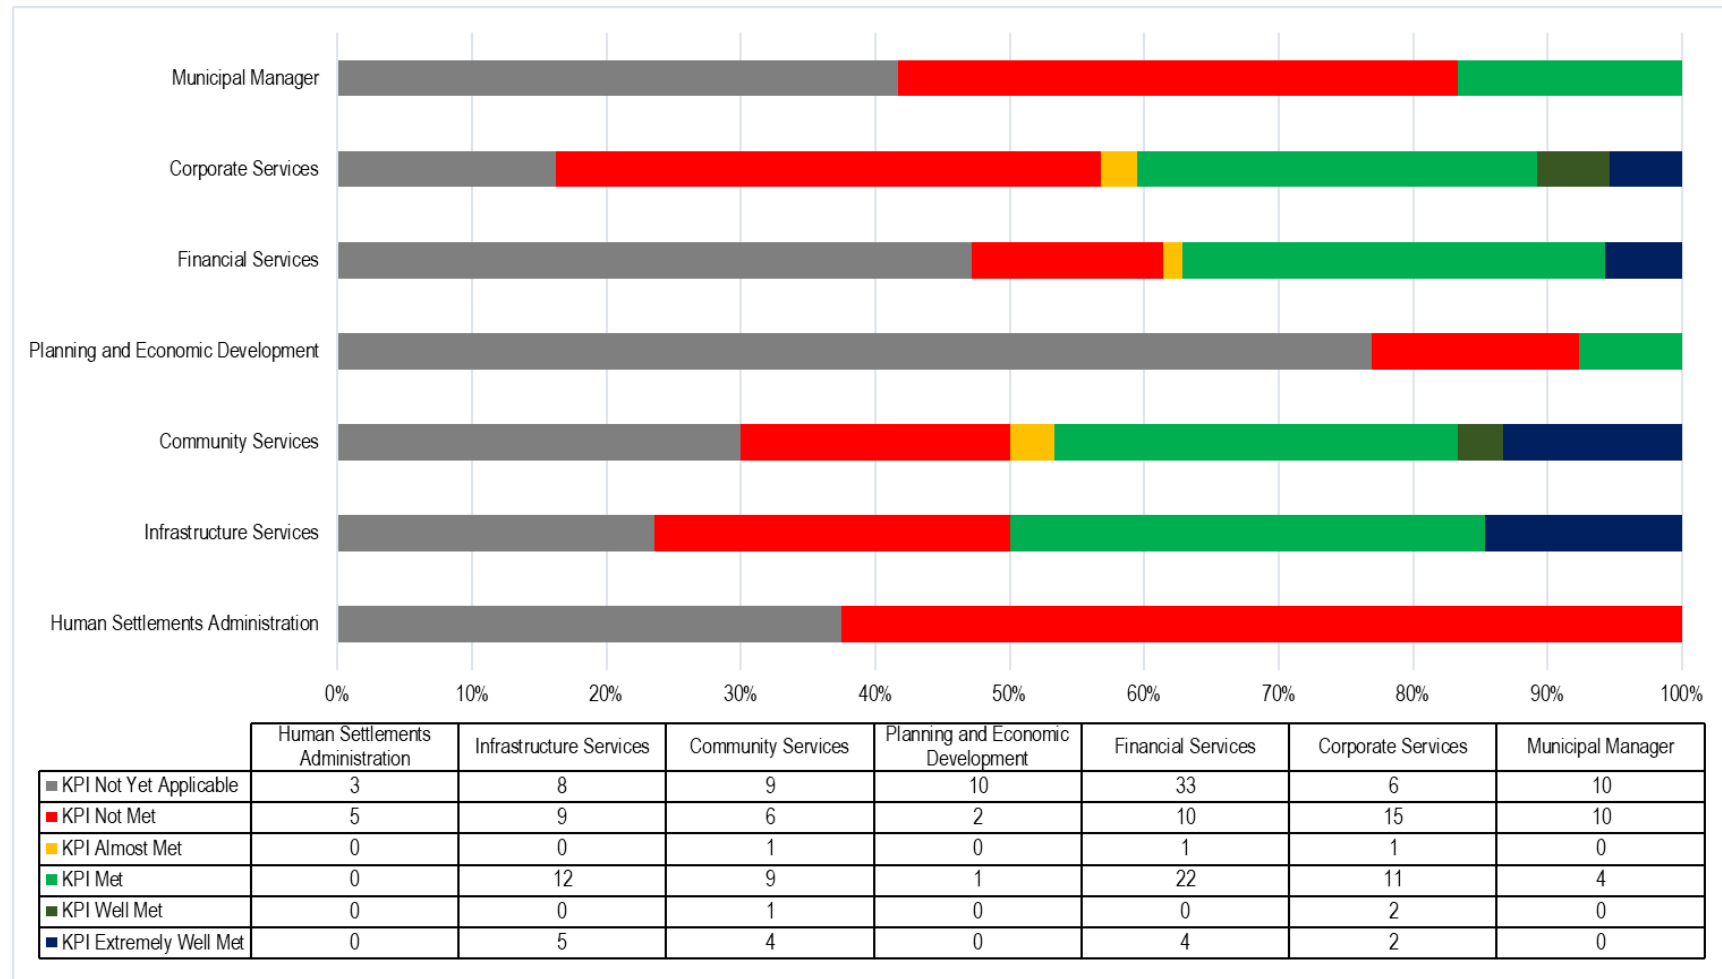 Municipal Manager
Corporate Services
Financial Services
Planning and Economic Development
Community Services
Infrastructure Services
Human Settlements Administration
0% 10% 20% 30% 40% 50% 60% 70% 80% 90% 100%
Human Settlements Administration Infrastructure Services Community Services Planning and Economic Development Financial Services Corporate Services Municipal Manager
KPI Not Yet Applicable 3 8 9 10 33 6 10
KPI Not Met 5 9 6 2 10 15 10
KPI Almost Met 0 0 1 0 1 1 0
KPI Met 0 12 9 1 22 11 4
KPI Well Met 0 0 1 0 0 2 0
KPI Extremely Well Met 0 5 4 0 4 2 0